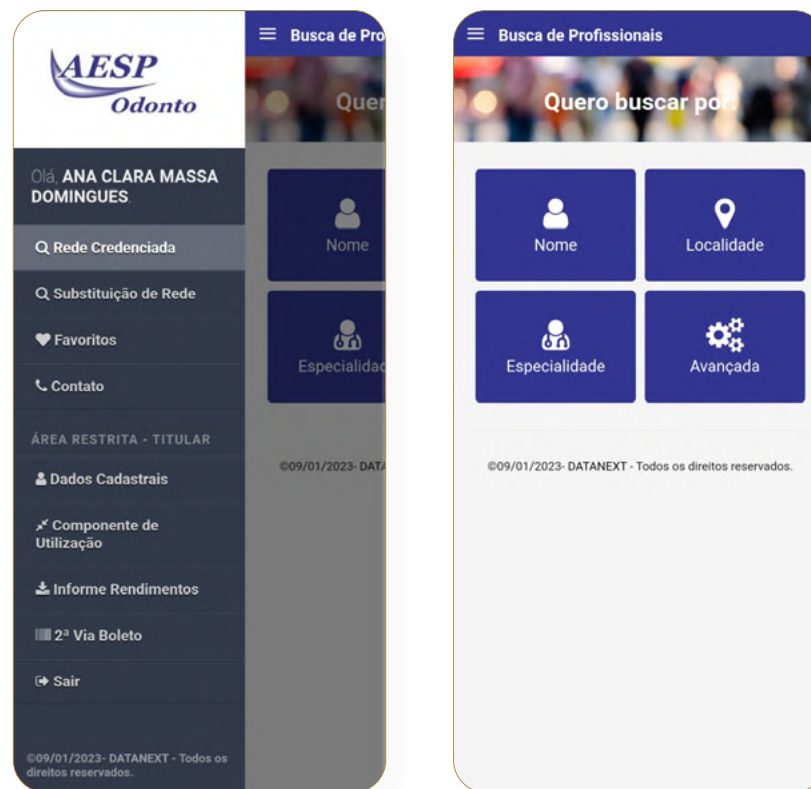 AESP
Odonto
Olá, ANA CLARA MASSA
DOMINGUES.
Rede Credenciada
Substituição de Rede
Favoritos
Contato
ÁREA RESTRITA - TITULAR
Dados Cadastrais
Componente de
Utilização
Informe Rendimentos
2ª Via Boleto
Sair
©09/01/2023- DATANEXT - Todos os
direitos reservados.
Busca de Pro
Quer
Nome
Especialidad
©09/01/2023- DATA
Busca de Profissionais
Quero buscar por:
Nome
Localidade
Especialidade
Avançada
©09/01/2023- DATANEXT - Todos os direitos reservados.